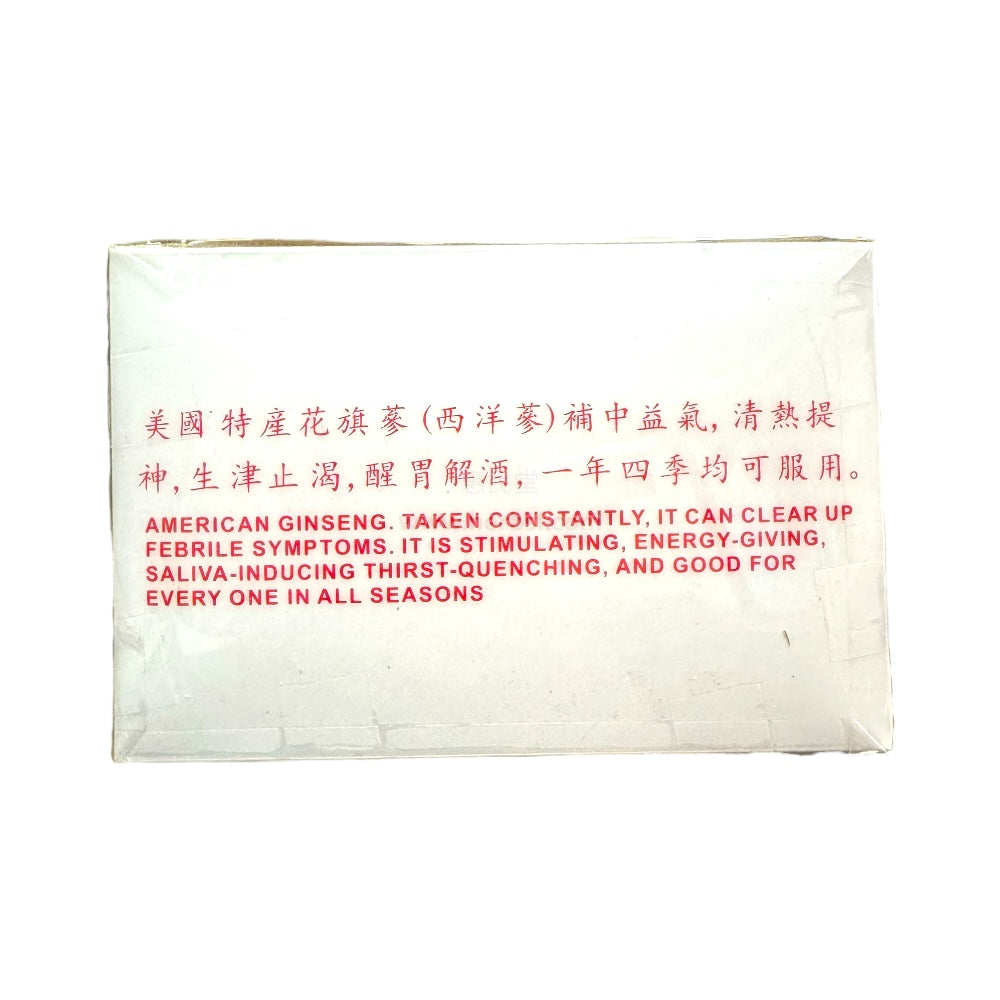 美國特産花旗蔘(西洋蔘)補中益氣,清熱提
神,生津止渴,醒胃解酒,一年四季均可服用。
AMERICAN GINSENG. TAKEN CONSTANTLY, IT CAN CLEAR UP
FEBRILE SYMPTOMS. IT IS STIMULATING, ENERGY-GIVING,
SALIVA-INDUCING THIRST-QUENCHING, AND GOOD FOR
EVERY ONE IN ALL SEASONS